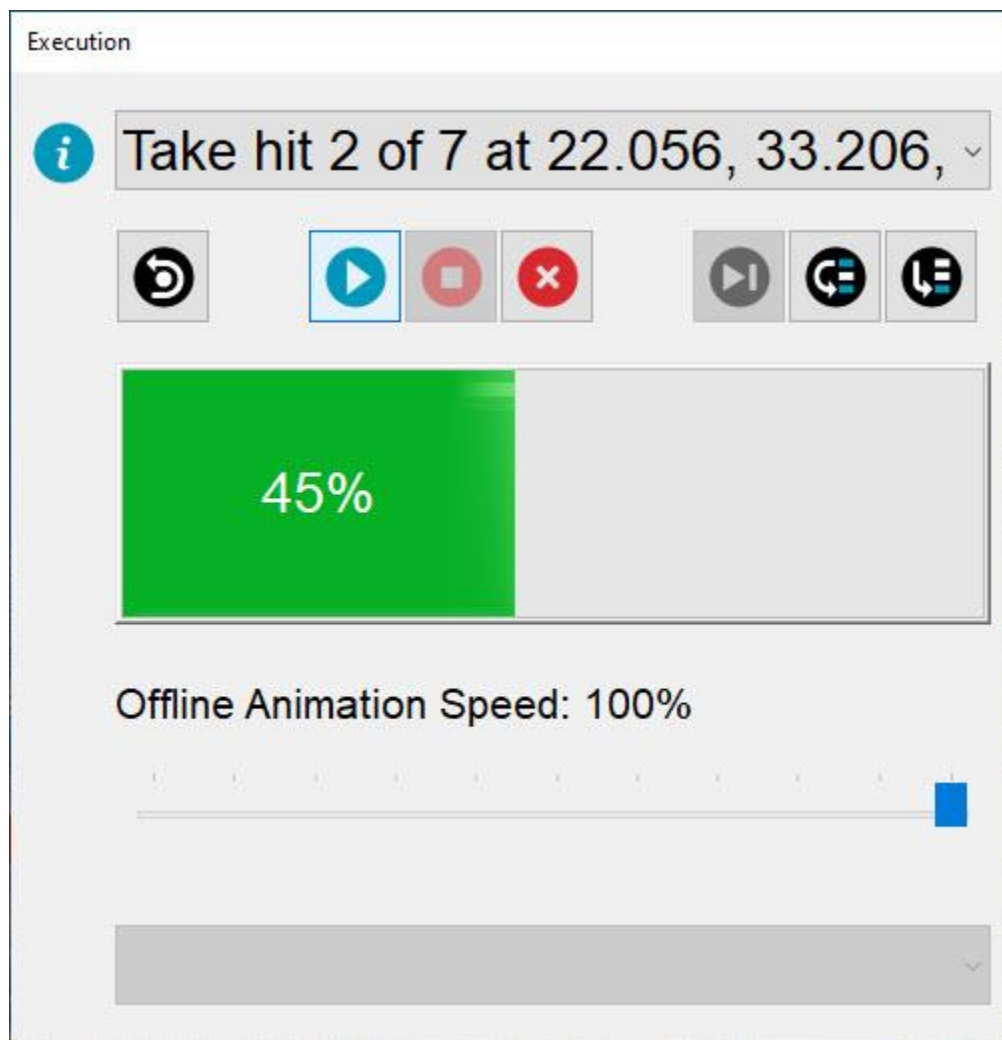 Execution
Take hit 2 of 7 at 22.056, 33.206,
45%
Offline Animation Speed: 100%